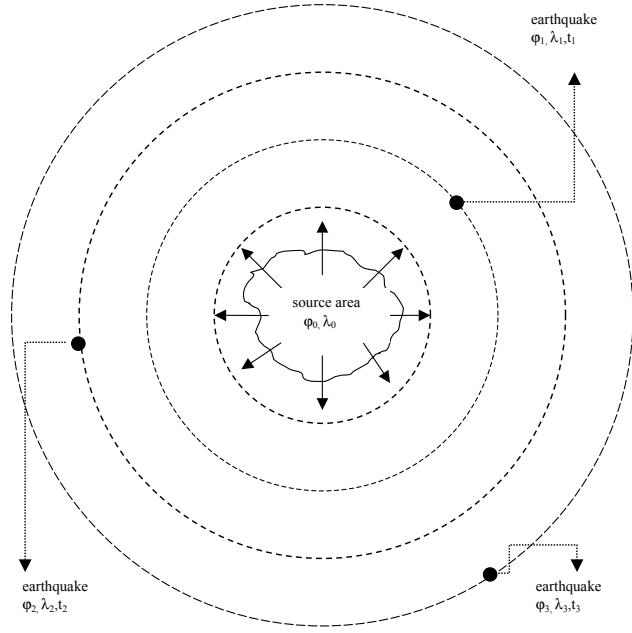 earthquake
φ₁, λ₁,t₁
source area
φ₀, λ₀
earthquake
φ₂, λ₂,t₂
earthquake
φ₃, λ₃,t₃